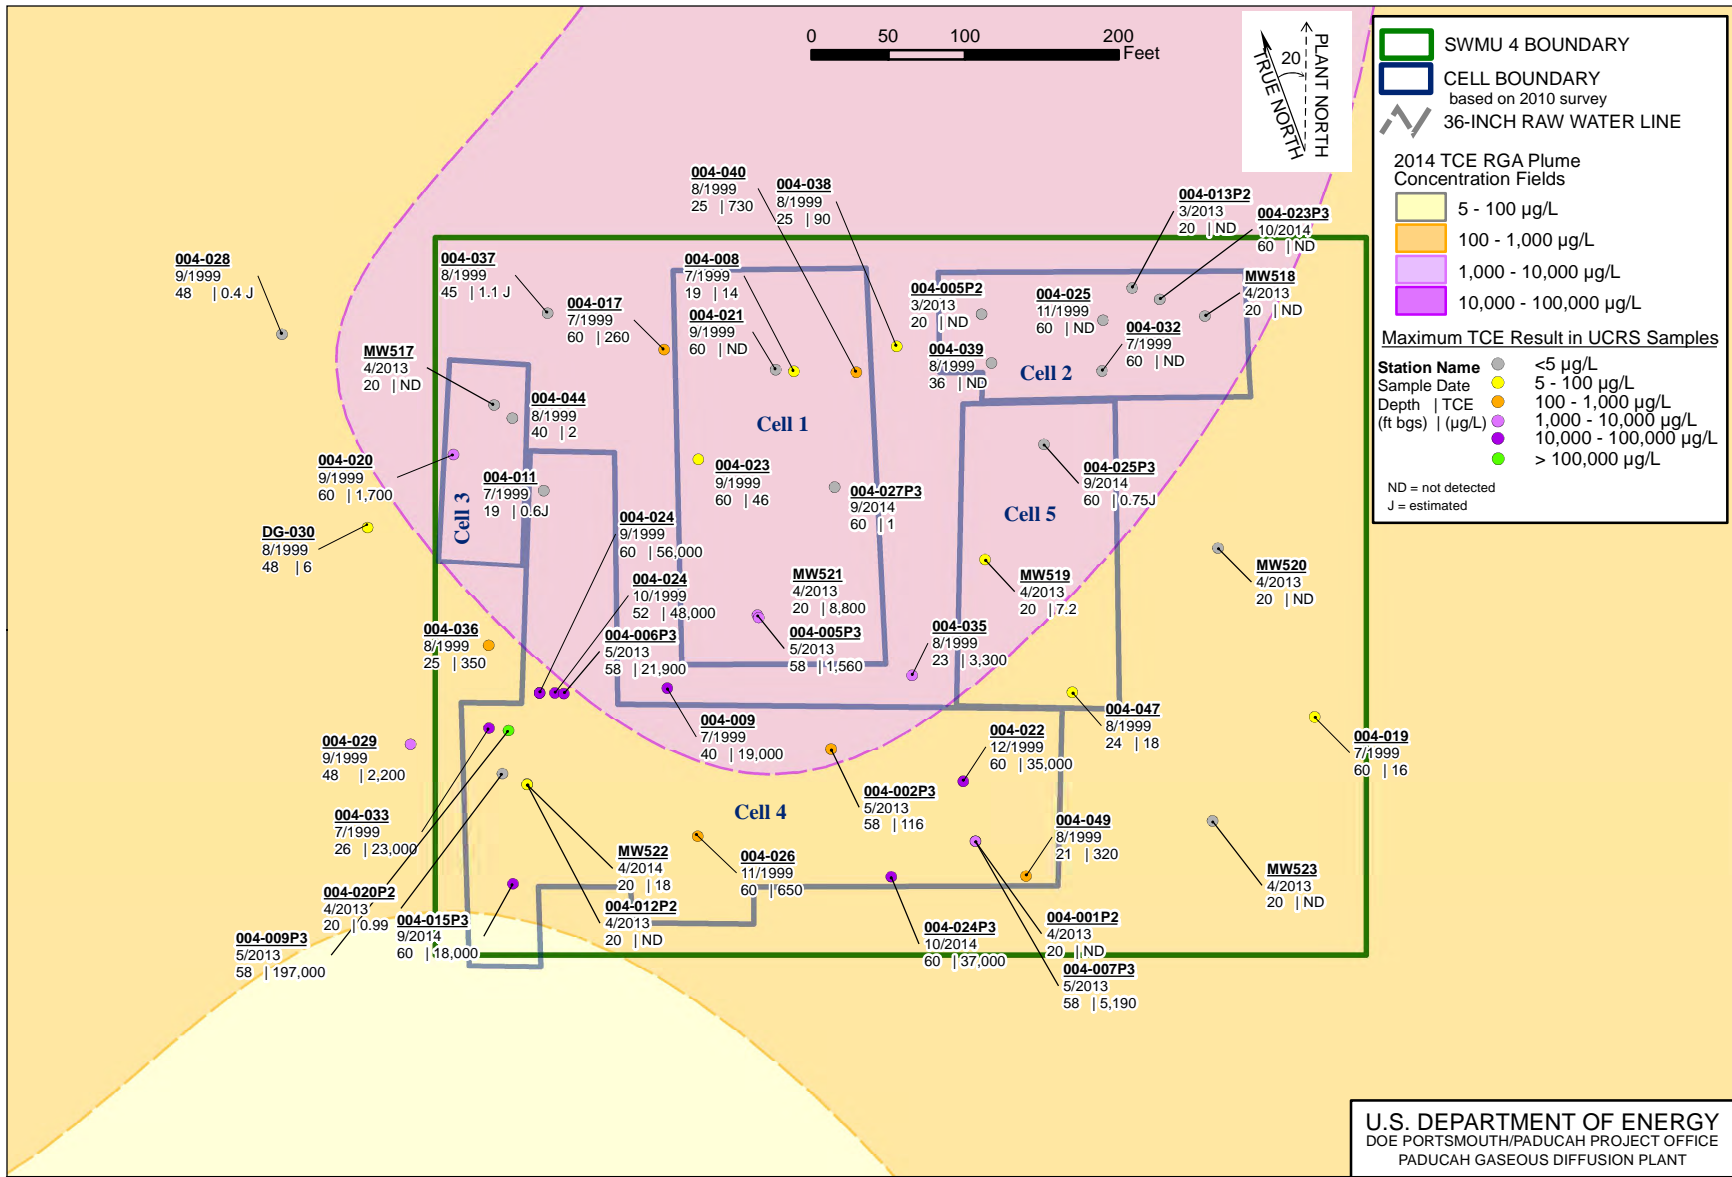 0 50 100 200
Feet
TRUE NORTH
20
PLANT NORTH
SWMU 4 BOUNDARY
CELL BOUNDARY
based on 2010 survey
36-INCH RAW WATER LINE
2014 TCE RGA Plume
Concentration Fields
5 - 100 µg/L
100 - 1,000 µg/L
1,000 - 10,000 µg/L
10,000 - 100,000 µg/L
Maximum TCE Result in UCRS Samples
Station Name
Sample Date
Depth | TCE
(ft bgs) | (µg/L)
<5 µg/L
5 - 100 µg/L
100 - 1,000 µg/L
1,000 - 10,000 µg/L
10,000 - 100,000 µg/L
> 100,000 µg/L
ND = not detected
J = estimated
004-040
8/1999
25 | 730
004-038
8/1999
25 | 90
004-013P2
3/2013
20 | ND
004-023P3
10/2014
60 | ND
004-028
9/1999
48 | 0.4 J
004-037
8/1999
45 | 1.1 J
004-008
7/1999
19 | 14
004-017
7/1999
60 | 260
004-021
9/1999
60 | ND
004-005P2
3/2013
20 | ND
004-025
11/1999
60 | ND
MW518
4/2013
20 | ND
004-032
7/1999
60 | ND
004-039
8/1999
36 | ND
Cell 2
MW517
4/2013
20 | ND
004-044
8/1999
40 | 2
Cell 1
004-020
9/1999
60 | 1,700
004-011
7/1999
19 | 0.6J
Cell 3
004-023
9/1999
60 | 46
004-027P3
9/2014
60 | 1
004-025P3
9/2014
60 | 0.75J
Cell 5
DG-030
8/1999
48 | 6
004-024
9/1999
60 | 56,000
004-024
10/1999
52 | 48,000
004-006P3
5/2013
58 | 21,900
MW521
4/2013
20 | 8,800
004-005P3
5/2013
58 | 1,560
MW519
4/2013
20 | 7.2
MW520
4/2013
20 | ND
004-036
8/1999
25 | 350
004-035
8/1999
23 | 3,300
004-009
7/1999
40 | 19,000
004-047
8/1999
24 | 18
004-022
12/1999
60 | 35,000
004-019
7/1999
60 | 16
004-029
9/1999
48 | 2,200
004-002P3
5/2013
58 | 116
Cell 4
004-033
7/1999
26 | 23,000
004-049
8/1999
21 | 320
MW522
4/2014
20 | 18
004-026
11/1999
60 | 650
MW523
4/2013
20 | ND
004-020P2
4/2013
20 | 0.99
004-012P2
4/2013
20 | ND
004-015P3
9/2014
60 | 18,000
004-009P3
5/2013
58 | 197,000
004-024P3
10/2014
60 | 37,000
004-001P2
4/2013
20 | ND
004-007P3
5/2013
58 | 5,190
U.S. DEPARTMENT OF ENERGY
DOE PORTSMOUTH/PADUCAH PROJECT OFFICE
PADUCAH GASEOUS DIFFUSION PLANT